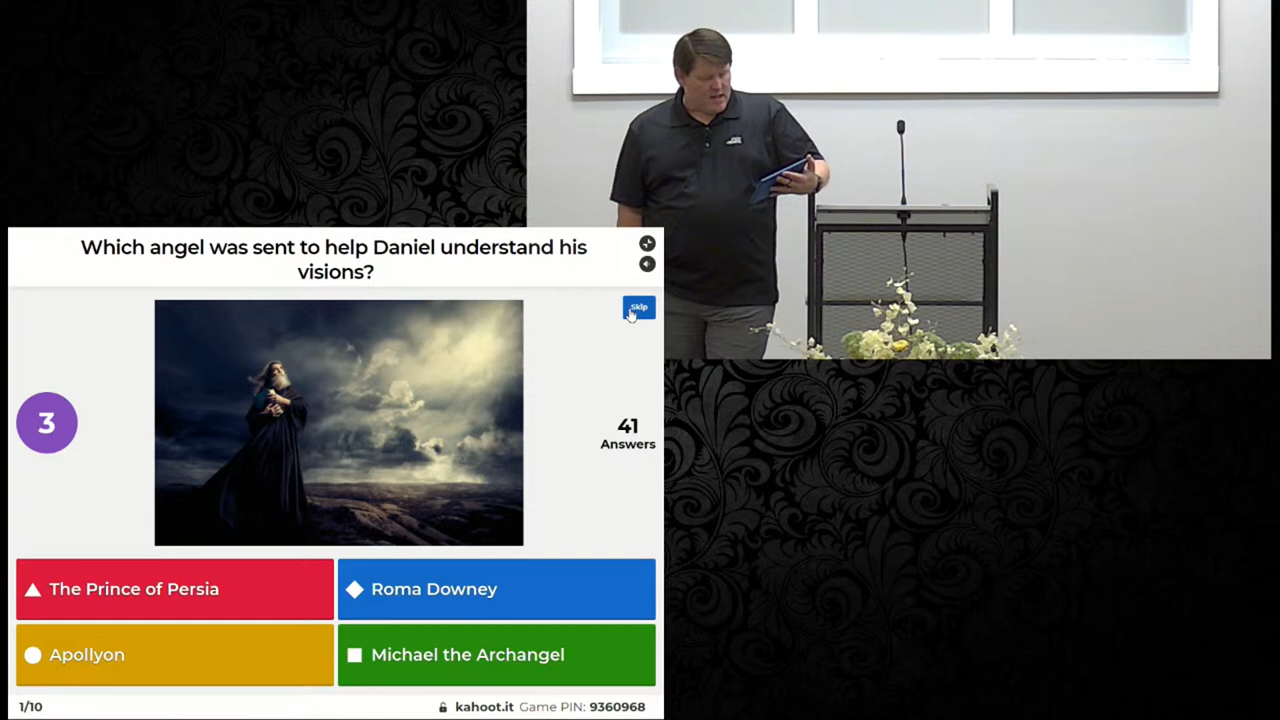 Which angel was sent to help Daniel understand his
visions?
Skip
3
41
Answers
The Prince of Persia
Roma Downey
Apollyon
Michael the Archangel
1/10
kahoot.it Game PIN: 9360968